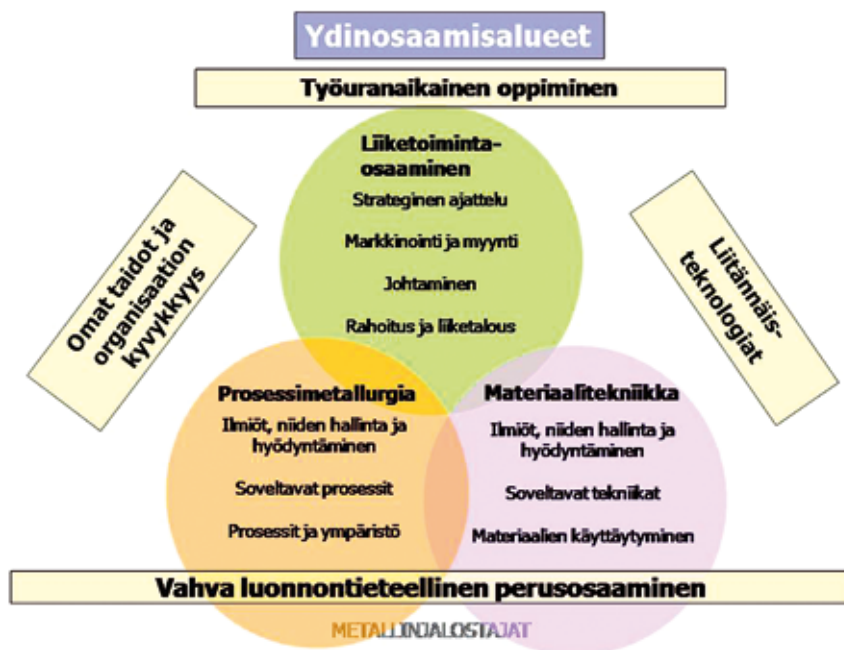 Ydinosaamisalueet
Työuranaikainen oppiminen
Liiketoiminta-
osaaminen
Strateginen ajattelu
Markkinointi ja myynti
Johtaminen
Rahoitus ja liiketalous
Omat taidot ja
organisaation
kyvykkyys
Liitännäis-
teknologiat
Prosessimetallurgia
Ilmiöt, niiden hallinta ja
hyödyntäminen
Soveltavat prosessit
Prosessit ja ympäristö
Materiaalitekniikka
Ilmiöt, niiden hallinta ja
hyödyntäminen
Soveltavat tekniikat
Materiaalien käyttäytyminen
Vahva luonnontieteellinen perusosaaminen
METALLINJALOSTAJAT